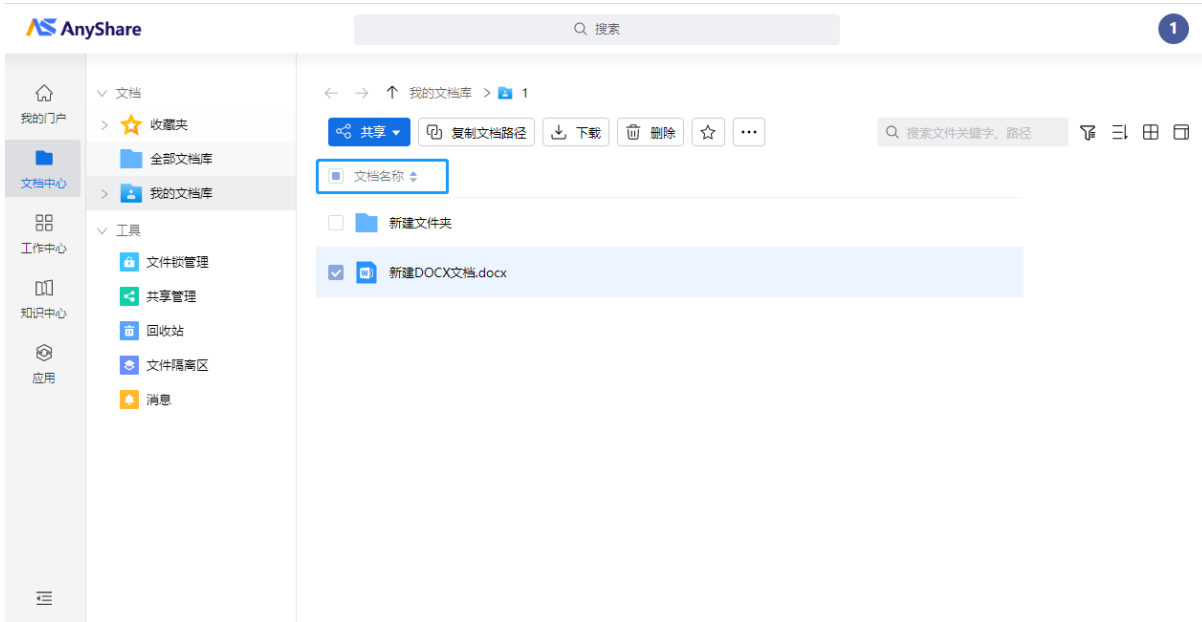 AnyShare
搜索
1
我的门户
文档中心
工作中心
知识中心
应用
文档
收藏夹
全部文档库
我的文档库
工具
文件锁管理
共享管理
回收站
文件隔离区
消息
我的文档库 > 1
共享 复制文档路径 下载 删除 ··· 搜索文件关键字、路径
文档名称
新建文件夹
新建DOCX文档.docx